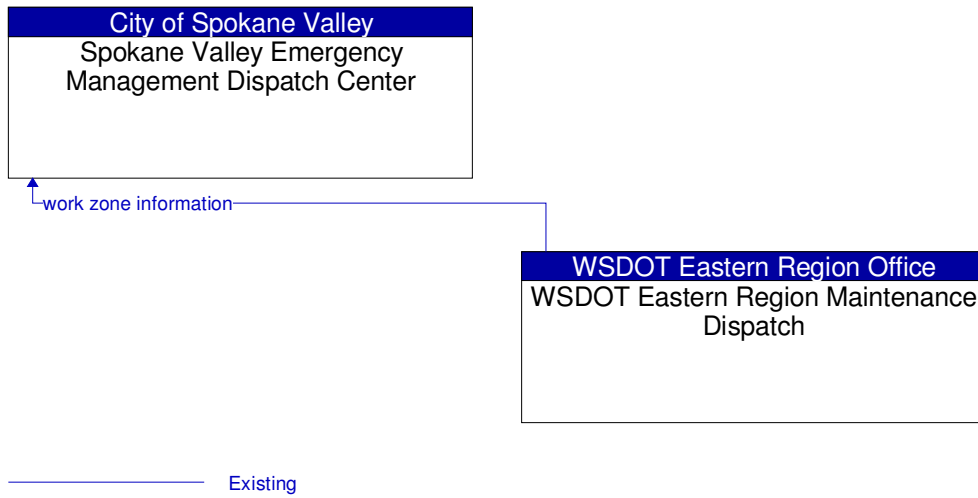 City of Spokane Valley
Spokane Valley Emergency
Management Dispatch Center
work zone information
WSDOT Eastern Region Office
WSDOT Eastern Region Maintenance
Dispatch
Existing